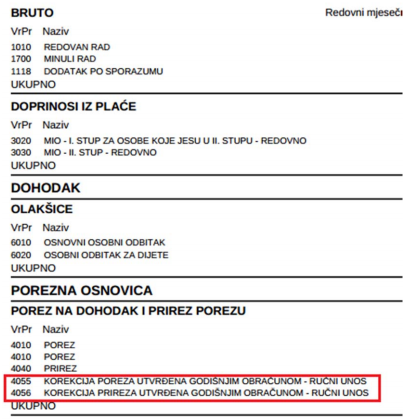 BRUTO Redovni mjeseč
VrPr Naziv
1010 REDOVAN RAD
1700 MINULI RAD
1118 DODATAK PO SPORAZUMU
UKUPNO
DOPRINOSI IZ PLAĆE
VrPr Naziv
3020 MIO - I. STUP ZA OSOBE KOJE JESU U II. STUPU - REDOVNO
3030 MIO - II. STUP - REDOVNO
UKUPNO
DOHODAK
OLAKŠICE
VrPr Naziv
6010 OSNOVNI OSOBNI ODBITAK
6020 OSOBNI ODBITAK ZA DIJETE
UKUPNO
POREZNA OSNOVICA
POREZ NA DOHODAK I PRIREZ POREZU
VrPr Naziv
4010 POREZ
4010 POREZ
4040 PRIREZ
4055 KOREKCIJA POREZA UTVRĐENA GODIŠNJIM OBRAČUNOM - RUČNI UNOS
4056 KOREKCIJA PRIREZA UTVRĐENA GODIŠNJIM OBRAČUNOM - RUČNI UNOS
UKUPNO